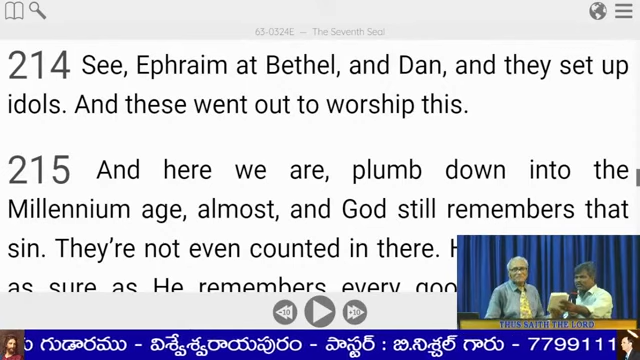 63-0324E – The Seventh Seal
214 See, Ephraim at Bethel, and Dan, and they set up
idols. And these went out to worship this.
215 And here we are, plumb down into the
Millennium age, almost, and God still remembers that
sin. They’re not even counted in there.
as sure as He remembers every
-10
+10
THUS SAITH THE LORD
గుడారము - విశ్వేశ్వరాయపురం - పాస్టర్ : బి.నిశ్చల్ గారు - 7799111